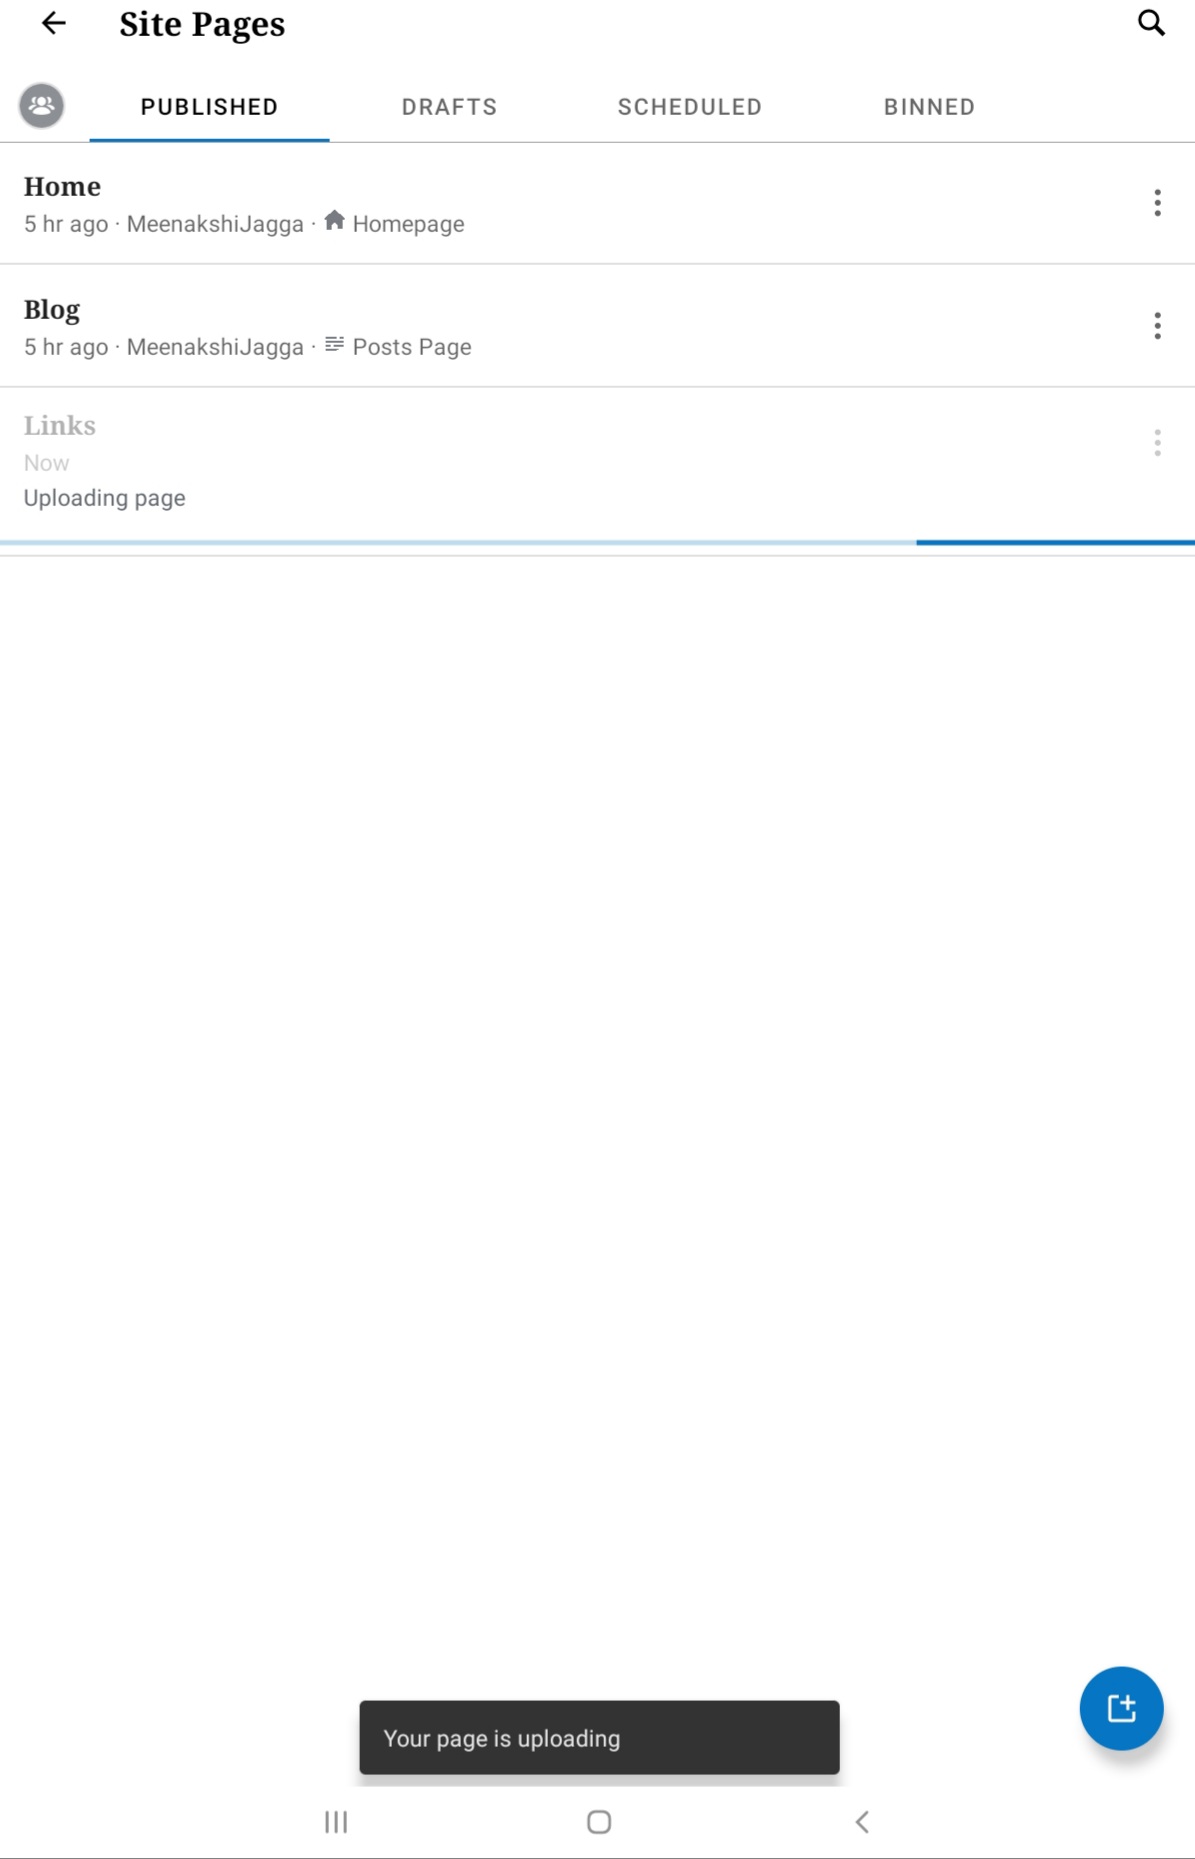 Site Pages
PUBLISHED DRAFTS SCHEDULED BINNED
Home
5 hr ago · MeenakshiJagga · Homepage
Blog
5 hr ago · MeenakshiJagga · Posts Page
Links
Now
Uploading page
Your page is uploading